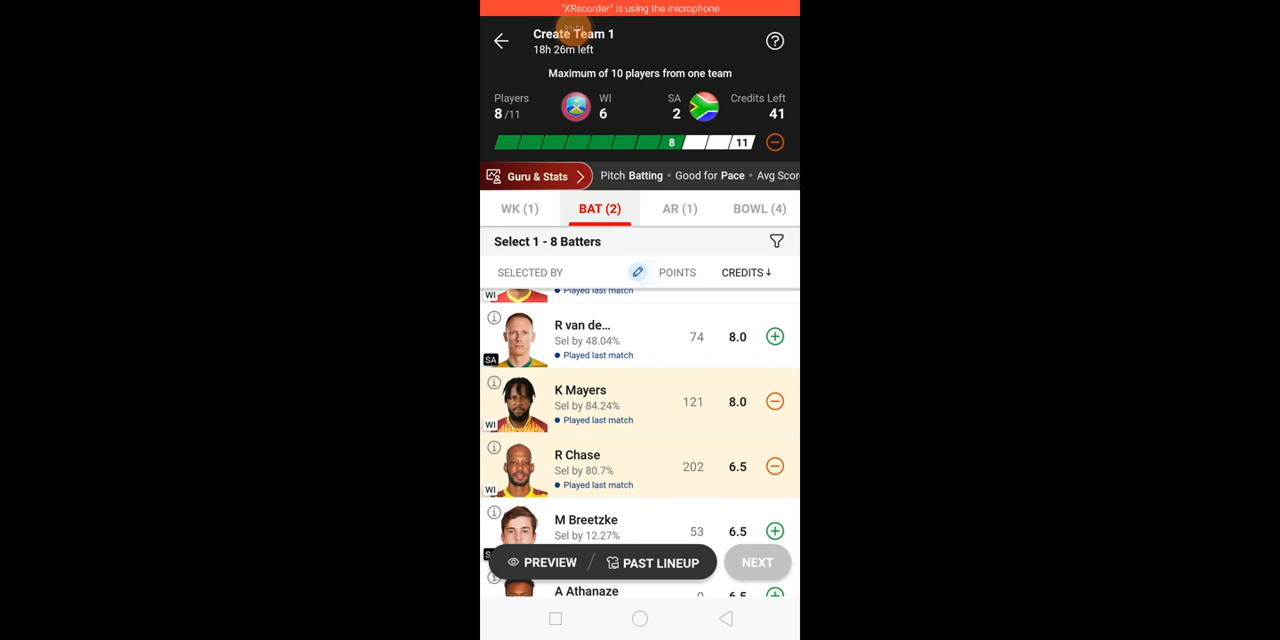 "XRecorder" is using the microphone
Create Team 1
18h 26m left
Maximum of 10 players from one team
Players
8/11
WI
6
SA
2
Credits Left
41
8
11
Guru & Stats
Pitch Batting • Good for Pace • Avg Scor
WK (1)
BAT (2)
AR (1)
BOWL (4)
Select 1 - 8 Batters
SELECTED BY
POINTS
CREDITS↓
WI
Played last match
R van de...
Sel by 48.04%
Played last match
SA
74
8.0
K Mayers
Sel by 84.24%
Played last match
WI
121
8.0
R Chase
Sel by 80.7%
Played last match
WI
202
6.5
M Breetzke
Sel by 12.27%
53
6.5
PREVIEW / PAST LINEUP
NEXT
A Athanaze